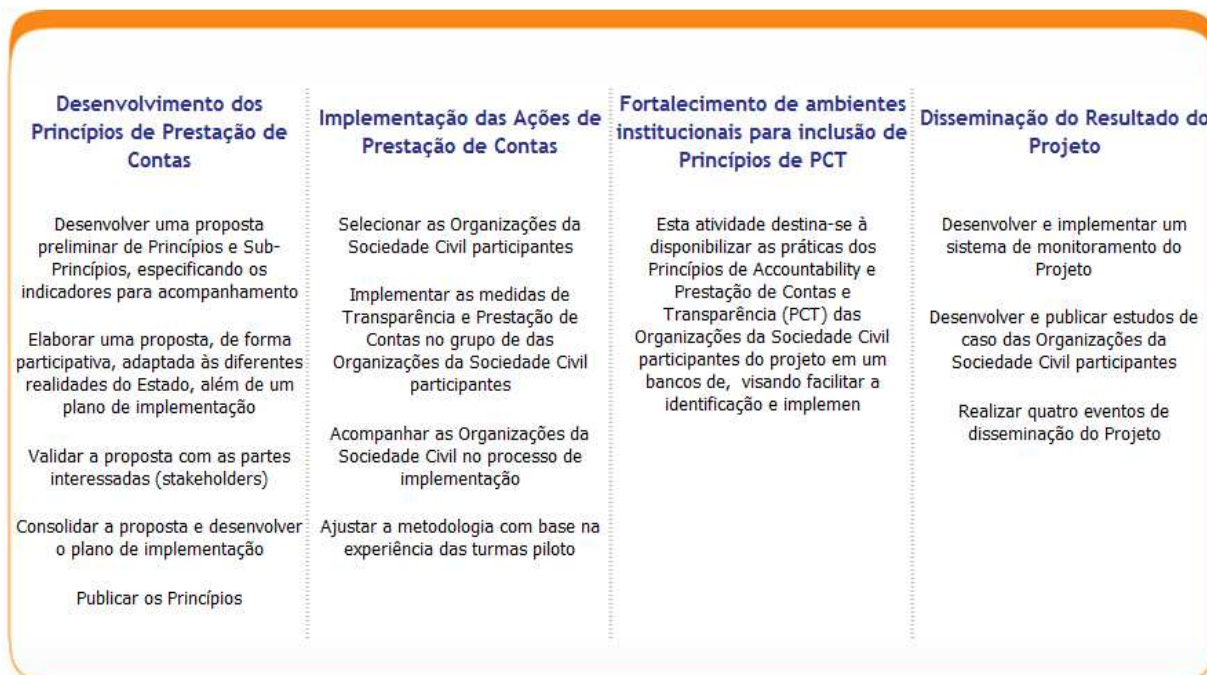 Desenvolvimento dos
Princípios de Prestação de
Contas
Desenvolver uma proposta
preliminar de Princípios e Sub-
Princípios, especificando os
indicadores para acompanhamento
Elaborar uma proposta, de forma
participativa, adaptada às diferentes
realidades do Estado, além de um
plano de implementação
Validar a proposta com as partes
interessadas (stakeholders)
Consolidar a proposta e desenvolver
o plano de implementação
Publicar os Princípios
Implementação das Ações de
Prestação de Contas
Selecionar as Organizações da
Sociedade Civil participantes
Implementar as medidas de
Transparência e Prestação de
Contas no grupo de das
Organizações da Sociedade Civil
participantes
Acompanhar as Organizações da
Sociedade Civil no processo de
implementação
Ajustar a metodologia com base na
experiência das turmas piloto
Fortalecimento de ambientes
institucionais para inclusão de
Princípios de PCT
Esta atividade destina-se à
disponibilizar as práticas dos
Princípios de Accountability e
Prestação de Contas e
Transparência (PCT) das
Organizações da Sociedade Civil
participantes do projeto em um
bancos de,  visando facilitar a
identificação e implemen
Disseminação do Resultado do
Projeto
Desenvolver e implementar um
sistema de monitoramento do
Projeto
Desenvolver e publicar estudos de
caso das Organizações da
Sociedade Civil participantes
Realizar quatro eventos de
disseminação do Projeto